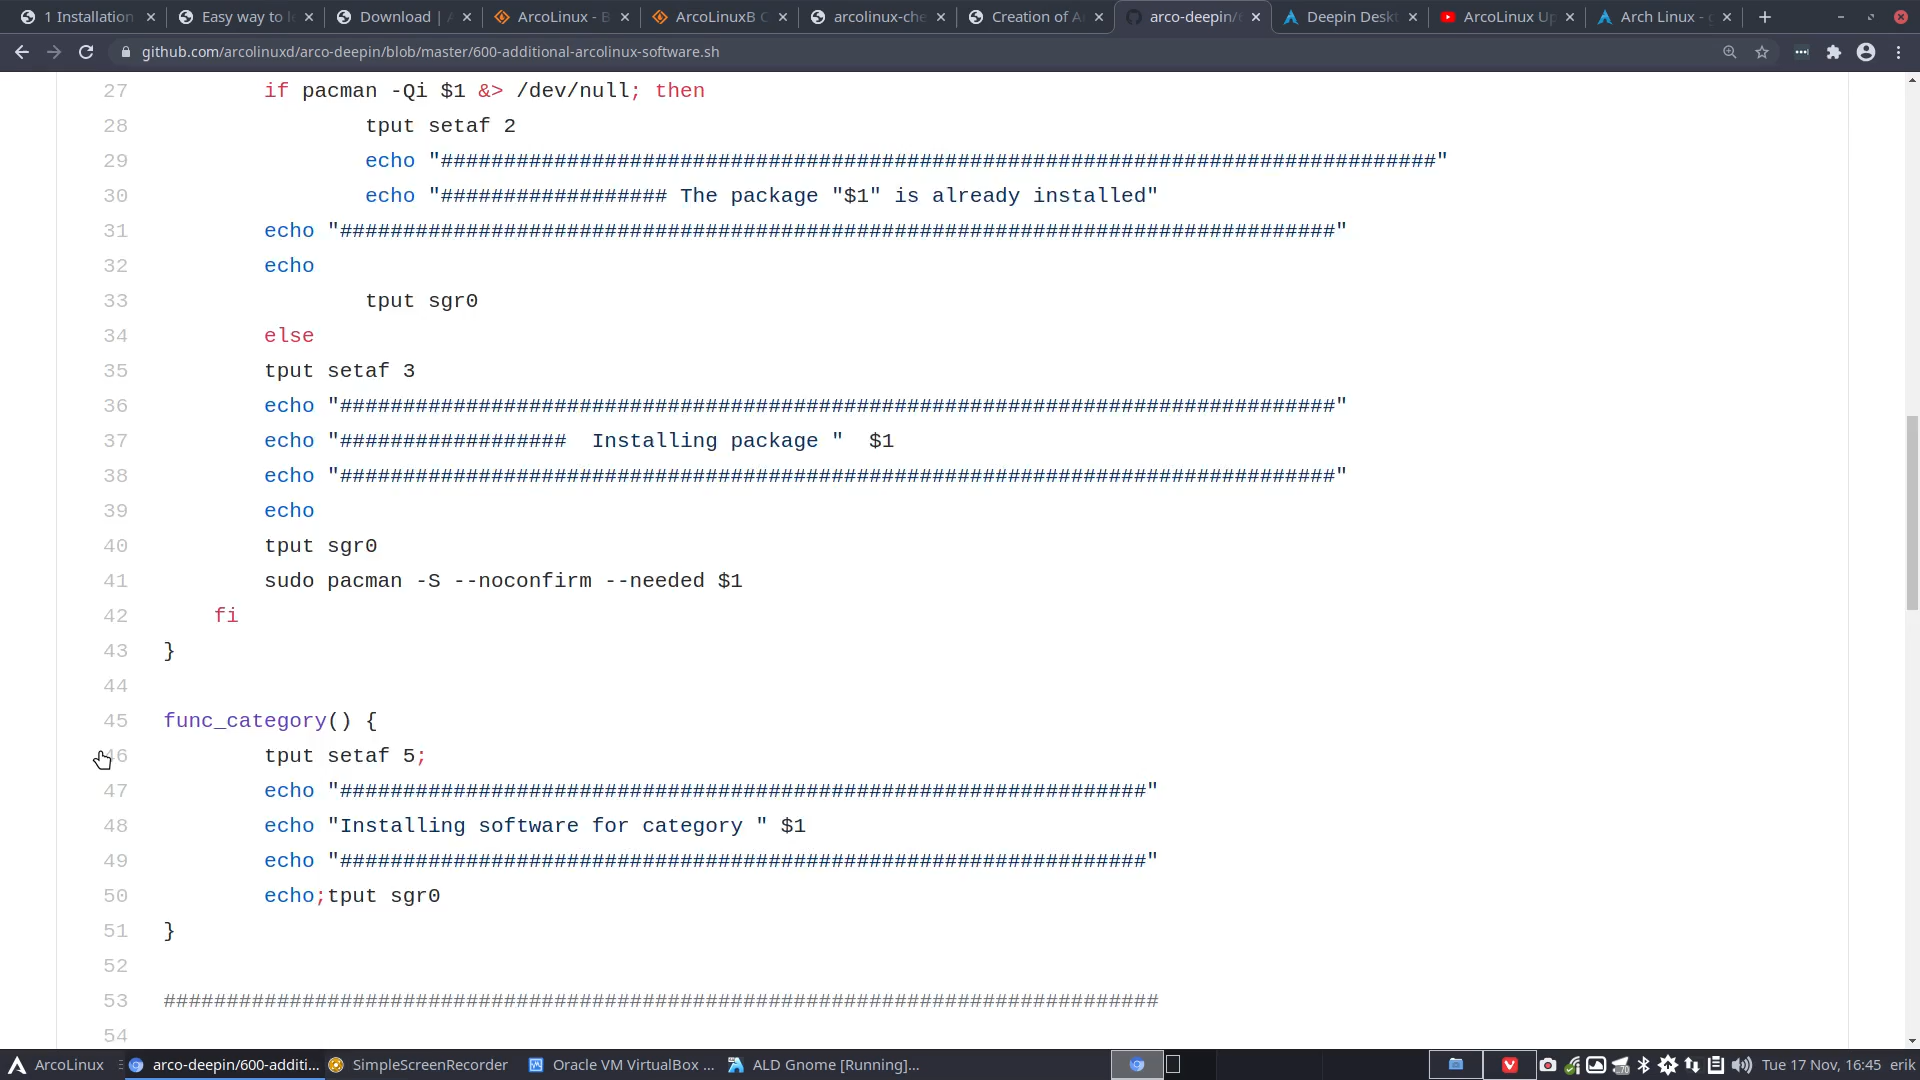 1 Installation
Easy way to l
Download |
ArcoLinux - B
ArcoLinuxB C
arcolinux-che
Creation of A
arco-deepin/
Deepin Deskt
ArcoLinux Up
Arch Linux -
github.com/arcolinuxd/arco-deepin/blob/master/600-additional-arcolinux-software.sh
27 if pacman -Qi $1 &> /dev/null; then
28 tput setaf 2
29 echo "###############################################################################"
30 echo "################## The package "$1" is already installed"
31 echo "###############################################################################"
32 echo
33 tput sgr0
34 else
35 tput setaf 3
36 echo "###############################################################################"
37 echo "##################  Installing package "  $1
38 echo "###############################################################################"
39 echo
40 tput sgr0
41 sudo pacman -S --noconfirm --needed $1
42 fi
43 }
44
45 func_category() {
46 tput setaf 5;
47 echo "################################################################"
48 echo "Installing software for category " $1
49 echo "################################################################"
50 echo;tput sgr0
51 }
52
53 ###############################################################################
54
ArcoLinux
arco-deepin/600-additi...
SimpleScreenRecorder
Oracle VM VirtualBox ...
ALD Gnome [Running]...
70
Tue 17 Nov, 16:45 erik